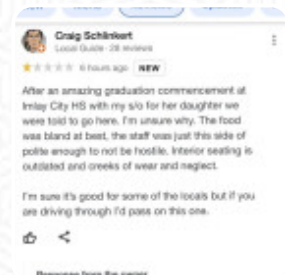 Craig Schlinkert
Local Guide · 28 reviews
6 hours ago NEW
After an amazing graduation commencement at
Imlay City HS with my s/o for her daughter we
were told to go here. I'm unsure why. The food
was bland at best, the staff was just this side of
polite enough to not be hostile. Interior seating is
outdated and creeks of wear and neglect.
I'm sure it's good for some of the locals but if you
are driving through I'd pass on this one.
Response from the owner